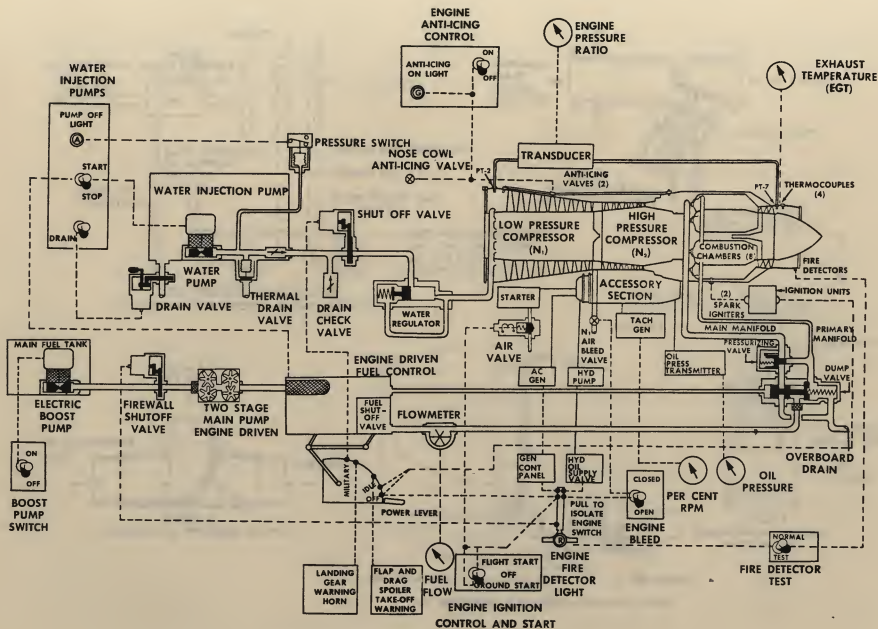 ENGINE
ANTI-ICING
CONTROL
ANTI-ICING
ON LIGHT
G
ON
OFF
ENGINE
PRESSURE
RATIO
EXHAUST
TEMPERATURE
(EGT)
WATER
INJECTION
PUMPS
PUMP OFF
LIGHT
A
START
STOP
DRAIN
PRESSURE SWITCH
WATER INJECTION PUMP
WATER
PUMP
DRAIN VALVE
THERMAL
DRAIN
VALVE
DRAIN
CHECK
VALVE
SHUT OFF VALVE
WATER
REGULATOR
NOSE COWL
ANTI-ICING VALVE
PT-2
TRANSDUCER
ANTI-ICING
VALVES (2)
PT-7
THERMOCOUPLES
(4)
LOW PRESSURE
COMPRESSOR
(N₁)
HIGH
PRESSURE
COMPRESSOR
(N₂)
COMBUSTION
CHAMBERS (8)
FIRE
DETECTORS
ACCESSORY
SECTION
(2)
SPARK
IGNITERS
IGNITION UNITS
STARTER
AIR
VALVE
N₁
AIR
BLEED
VALVE
TACH
GEN
MAIN MANIFOLD
PRIMARY
MANIFOLD
PRESSURIZING
VALVE
DUMP
VALVE
AC
GEN
HYD
PUMP
OIL
PRESS
TRANSMITTER
MAIN FUEL TANK
ELECTRIC
BOOST
PUMP
FIREWALL
SHUTOFF
VALVE
TWO STAGE
MAIN PUMP
ENGINE DRIVEN
ENGINE DRIVEN
FUEL CONTROL
FUEL
SHUT-
OFF
VALVE
FLOWMETER
OVERBOARD
DRAIN
ON
OFF
BOOST
PUMP
SWITCH
MILITARY
IDLE
OFF
POWER LEVER
GEN
CONT
PANEL
HYD
OIL
SUPPLY
VALVE
PULL TO
ISOLATE
ENGINE
SWITCH
CLOSED
OPEN
ENGINE
BLEED
PER CENT
RPM
OIL
PRESSURE
R
ENGINE
FIRE
DETECTOR
LIGHT
NORMAL
TEST
FIRE DETECTOR
TEST
LANDING
GEAR
WARNING
HORN
FLAP AND
DRAG
SPOILER
TAKE-OFF
WARNING
FUEL
FLOW
FLIGHT START
OFF
GROUND START
ENGINE IGNITION
CONTROL AND START